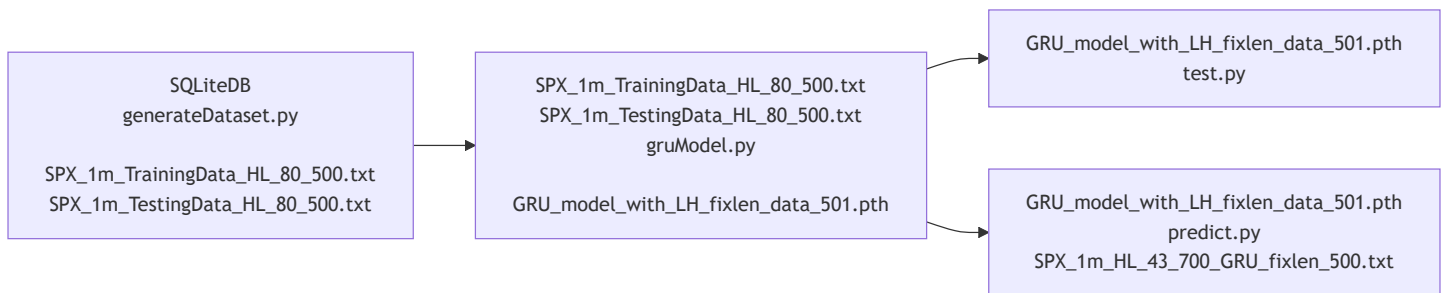 SQLiteDB
generateDataset.py
SPX_1m_TrainingData_HL_80_500.txt
SPX_1m_TestingData_HL_80_500.txt
SPX_1m_TrainingData_HL_80_500.txt
SPX_1m_TestingData_HL_80_500.txt
gruModel.py
GRU_model_with_LH_fixlen_data_501.pth
GRU_model_with_LH_fixlen_data_501.pth
test.py
GRU_model_with_LH_fixlen_data_501.pth
predict.py
SPX_1m_HL_43_700_GRU_fixlen_500.txt